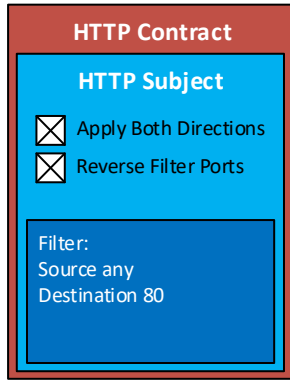 HTTP Contract
HTTP Subject
Apply Both Directions
Reverse Filter Ports
Filter:
Source any
Destination 80